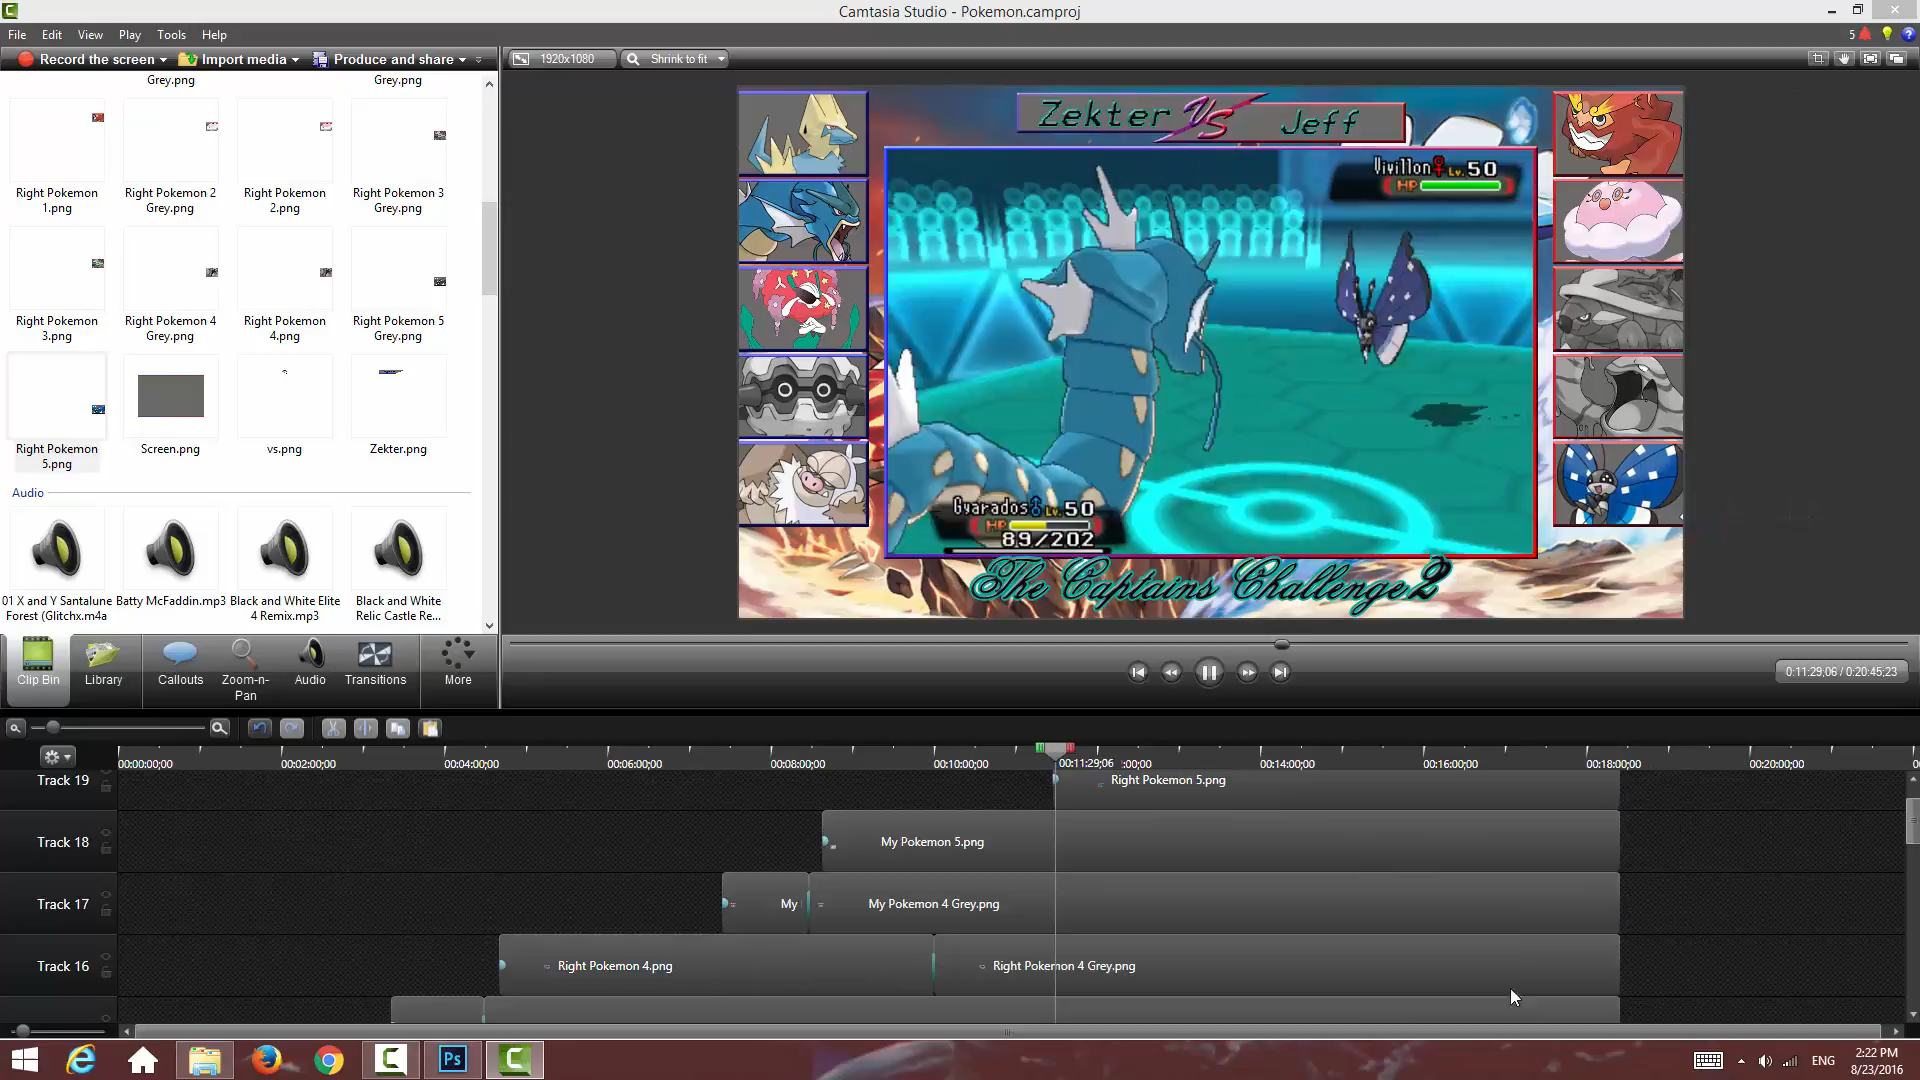 Camtasia Studio - Pokemon.camproj
File Edit View Play Tools Help
5
Record the screen Import media Produce and share
1920x1080 Shrink to fit
Grey.png Grey.png
Right Pokemon 1.png
Right Pokemon 2 Grey.png
Right Pokemon 2.png
Right Pokemon 3 Grey.png
Right Pokemon 3.png
Right Pokemon 4 Grey.png
Right Pokemon 4.png
Right Pokemon 5 Grey.png
Right Pokemon 5.png
Screen.png
vs.png
Zekter.png
Audio
01 X and Y Santalune Forest (Glitchx.m4a
Batty McFaddin.mp3
Black and White Elite 4 Remix.mp3
Black and White Relic Castle Re...
Zekter VS Jeff
Vivillon♀ Lv. 50
HP
Gyarados♂ Lv. 50
HP
89/202
The Captains Challenge 2
Clip Bin Library Callouts Zoom-n-Pan Audio Transitions More
0:11:29;06 / 0:20:45;23
00:00:00;00 00:02:00;00 00:04:00;00 00:06:00;00 00:08:00;00 00:10:00;00 00:11:29;06 :00;00 00:14:00;00 00:16:00;00 00:18:00;00 00:20:00;00
Track 19 Right Pokemon 5.png
Track 18 My Pokemon 5.png
Track 17 My My Pokemon 4 Grey.png
Track 16 Right Pokemon 4.png Right Pokemon 4 Grey.png
Ps
ENG
2:22 PM
8/23/2016